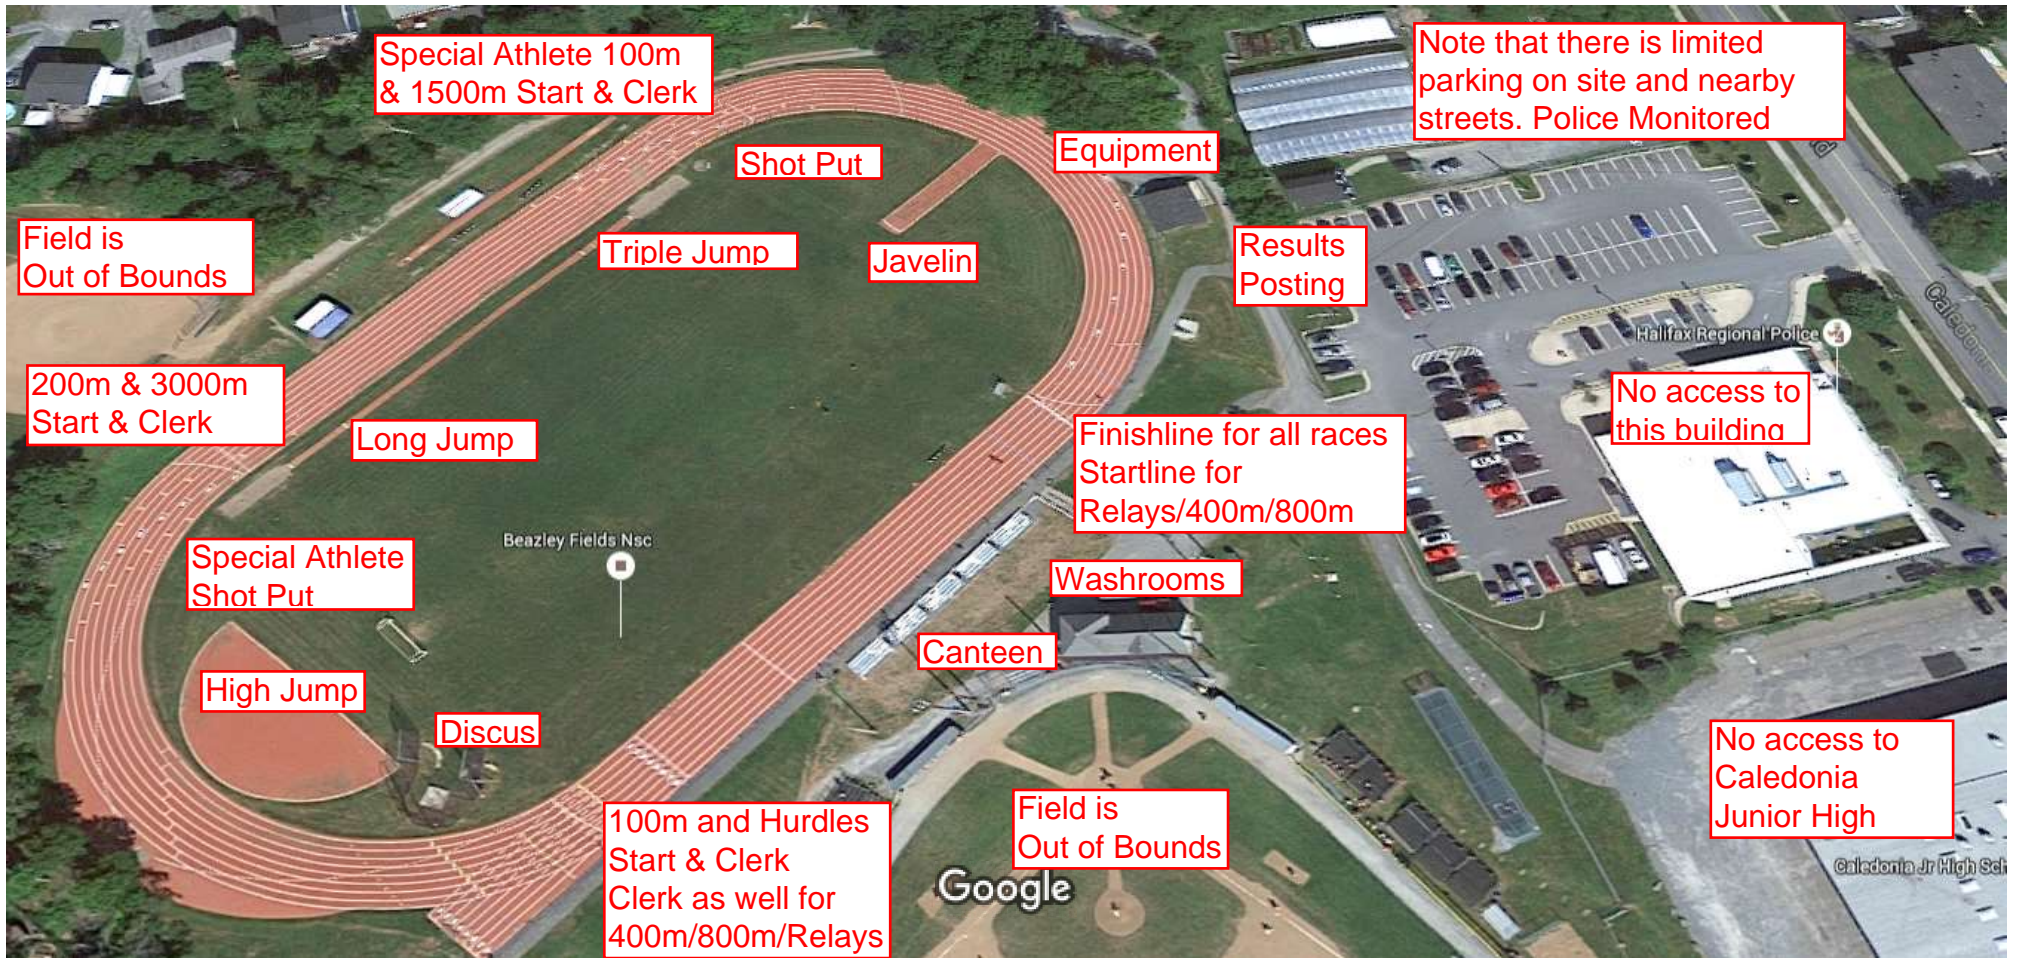 Special Athlete 100m
& 1500m Start & Clerk
Note that there is limited
parking on site and nearby
streets. Police Monitored
Shot Put
Equipment
Field is
Out of Bounds
Triple Jump
Javelin
Results
Posting
Caledon
Halifax Regional Police
200m & 3000m
Start & Clerk
No access to
this building
Long Jump
Finishline for all races
Startline for
Relays/400m/800m
Beazley Fields Nsc
Special Athlete
Shot Put
Washrooms
Canteen
High Jump
Discus
No access to
Caledonia
Junior High
100m and Hurdles
Start & Clerk
Clerk as well for
400m/800m/Relays
Field is
Out of Bounds
Google
Caledonia Jr High Sch